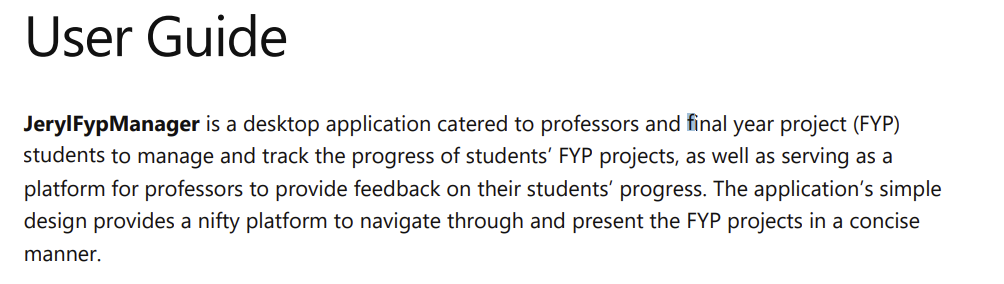 User Guide
JerylFypManager is a desktop application catered to professors and final year project (FYP)
students to manage and track the progress of students’ FYP projects, as well as serving as a
platform for professors to provide feedback on their students’ progress. The application’s simple
design provides a nifty platform to navigate through and present the FYP projects in a concise
manner.